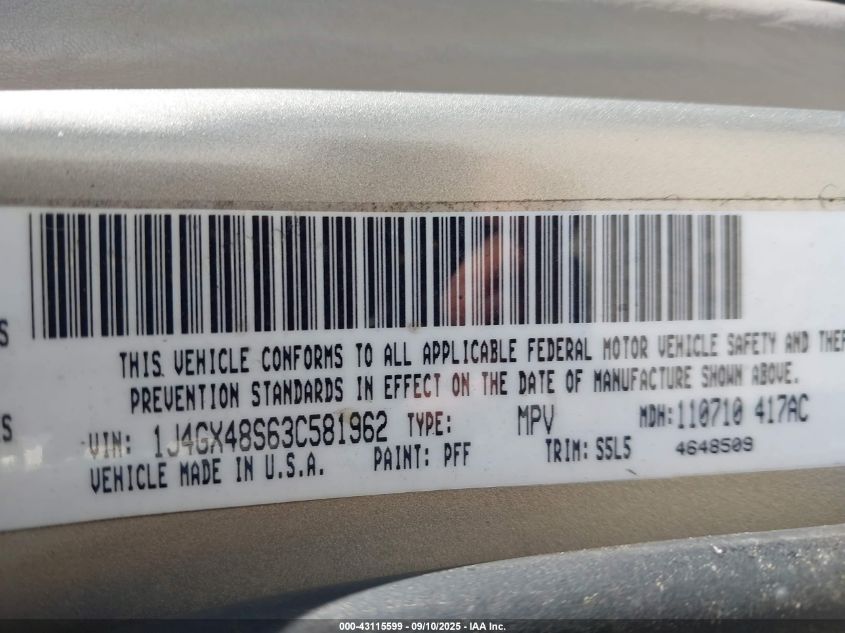 THIS VEHICLE CONFORMS TO ALL APPLICABLE FEDERAL MOTOR VEHICLE SAFETY AND THEF
S PREVENTION STANDARDS IN EFFECT ON THE DATE OF MANUFACTURE SHOWN ABOVE.
S VIN: 1J4GX48S63C581962 TYPE: MPV MDH: 110710 417AC
VEHICLE MADE IN U.S.A. PAINT: PFF TRIM: S5L5 4648509
000-43115599 - 09/10/2025 - IAA Inc.